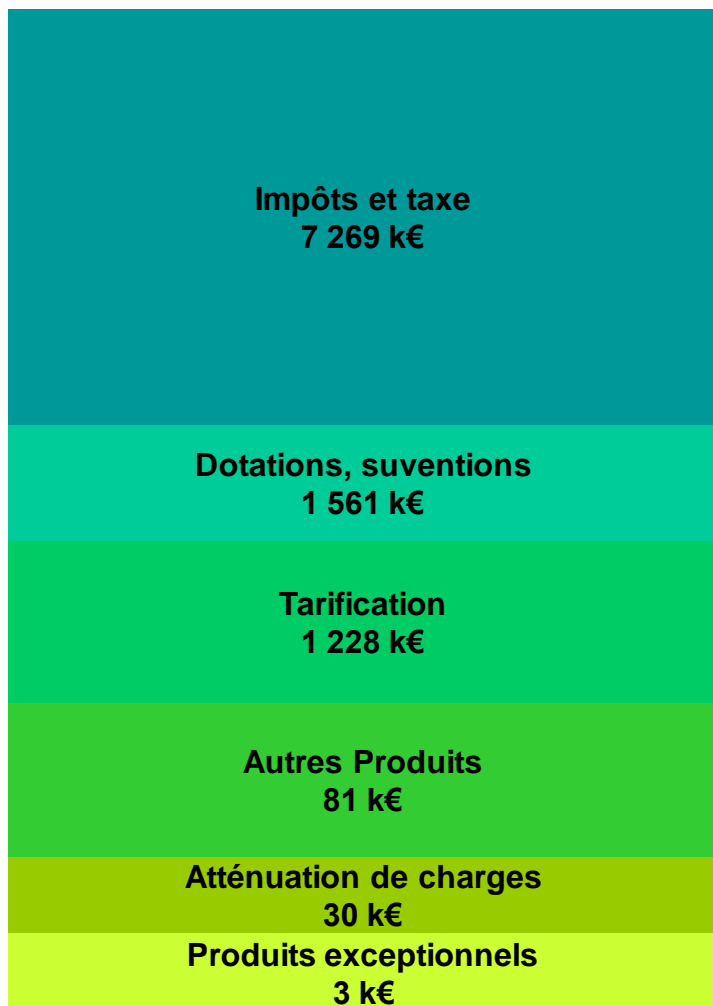 Impôts et taxe
7 269 k€
Dotations, suventions
1 561 k€
Tarification
1 228 k€
Autres Produits
81 k€
Atténuation de charges
30 k€
Produits exceptionnels
3 k€